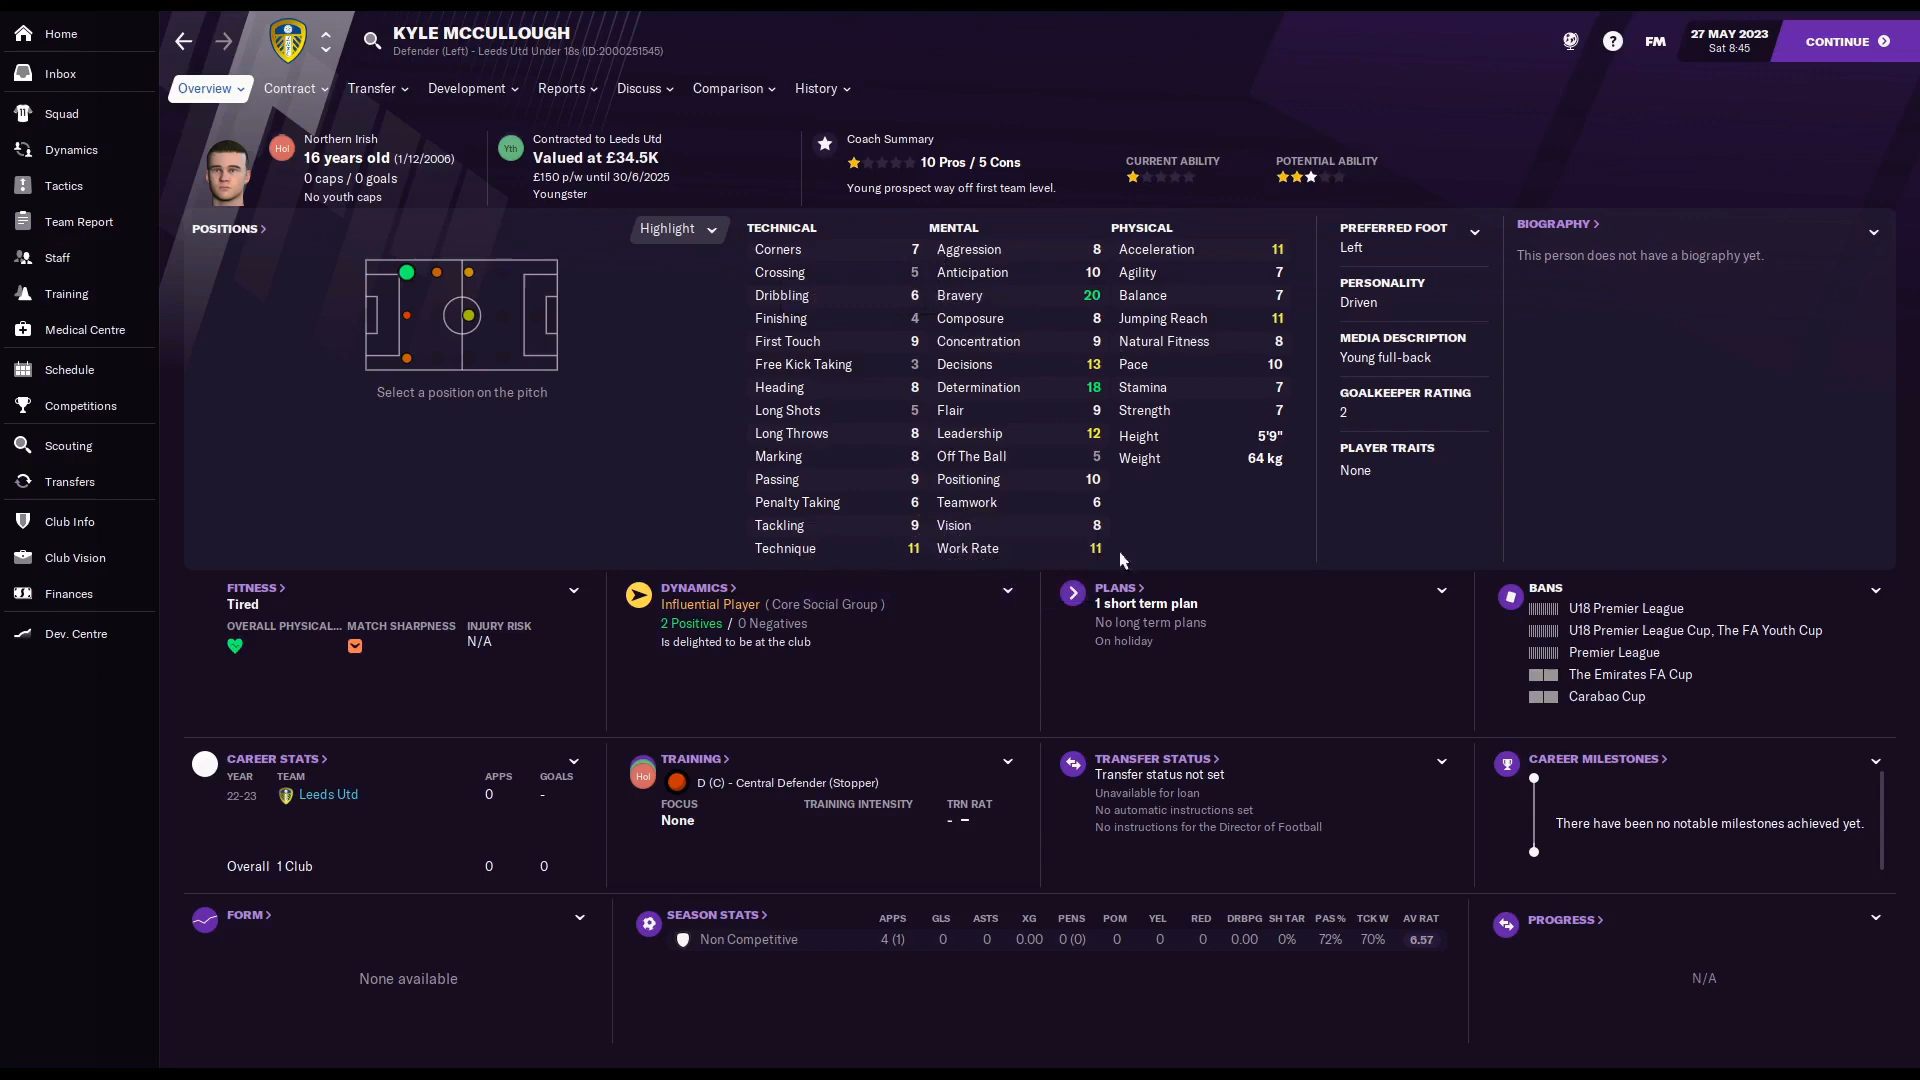 Home
Inbox
Squad
Dynamics
Tactics
Team Report
Staff
Training
Medical Centre
Schedule
Competitions
Scouting
Transfers
Club Info
Club Vision
Finances
Dev. Centre
KYLE MCCULLOUGH
Defender (Left) - Leeds Utd Under 18s (ID:2000251545)
FM
27 MAY 2023
Sat 8:45
CONTINUE
Overview Contract Transfer Development Reports Discuss Comparison History
Hol
Northern Irish
16 years old (1/12/2006)
0 caps / 0 goals
No youth caps
Yth
Contracted to Leeds Utd
Valued at £34.5K
£150 p/w until 30/6/2025
Youngster
Coach Summary
10 Pros / 5 Cons
Young prospect way off first team level.
CURRENT ABILITY
POTENTIAL ABILITY
POSITIONS
Highlight
Select a position on the pitch
TECHNICAL
Corners 7
Crossing 5
Dribbling 6
Finishing 4
First Touch 9
Free Kick Taking 3
Heading 8
Long Shots 5
Long Throws 8
Marking 8
Passing 9
Penalty Taking 6
Tackling 9
Technique 11
MENTAL
Aggression 8
Anticipation 10
Bravery 20
Composure 8
Concentration 9
Decisions 13
Determination 18
Flair 9
Leadership 12
Off The Ball 5
Positioning 10
Teamwork 6
Vision 8
Work Rate 11
PHYSICAL
Acceleration 11
Agility 7
Balance 7
Jumping Reach 11
Natural Fitness 8
Pace 10
Stamina 7
Strength 7
Height 5'9"
Weight 64 kg
PREFERRED FOOT
Left
PERSONALITY
Driven
MEDIA DESCRIPTION
Young full-back
GOALKEEPER RATING
2
PLAYER TRAITS
None
BIOGRAPHY
This person does not have a biography yet.
FITNESS
Tired
OVERALL PHYSICAL... MATCH SHARPNESS INJURY RISK
N/A
DYNAMICS
Influential Player ( Core Social Group )
2 Positives / 0 Negatives
Is delighted to be at the club
PLANS
1 short term plan
No long term plans
On holiday
BANS
U18 Premier League
U18 Premier League Cup, The FA Youth Cup
Premier League
The Emirates FA Cup
Carabao Cup
CAREER STATS
YEAR TEAM APPS GOALS
22-23 Leeds Utd 0 -
Overall 1 Club 0 0
TRAINING
Hol
D (C) - Central Defender (Stopper)
FOCUS TRAINING INTENSITY TRN RAT
None - –
TRANSFER STATUS
Transfer status not set
Unavailable for loan
No automatic instructions set
No instructions for the Director of Football
CAREER MILESTONES
There have been no notable milestones achieved yet.
FORM
None available
SEASON STATS APPS GLS ASTS XG PENS POM YEL RED DRBPG SH TAR PAS % TCK W AV RAT
Non Competitive 4 (1) 0 0 0.00 0 (0) 0 0 0 0.00 0% 72% 70% 6.57
PROGRESS
N/A